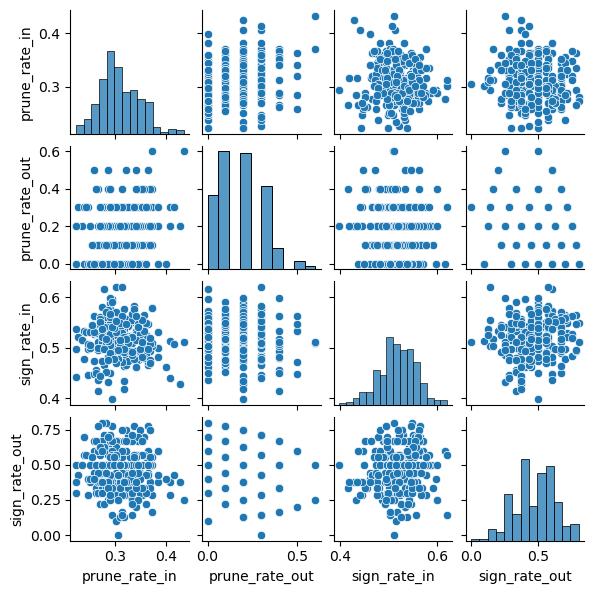 prune_rate_in
0.3
prune_rate_out
0.6
0.4
0.2
0.0
sign_rate_in
0.6
0.5
0.4
sign_rate_out
0.75
0.50
0.25
0.00
0.3 0.4 0.0 0.5 0.4 0.6 0.0 0.5
prune_rate_in prune_rate_out sign_rate_in sign_rate_out